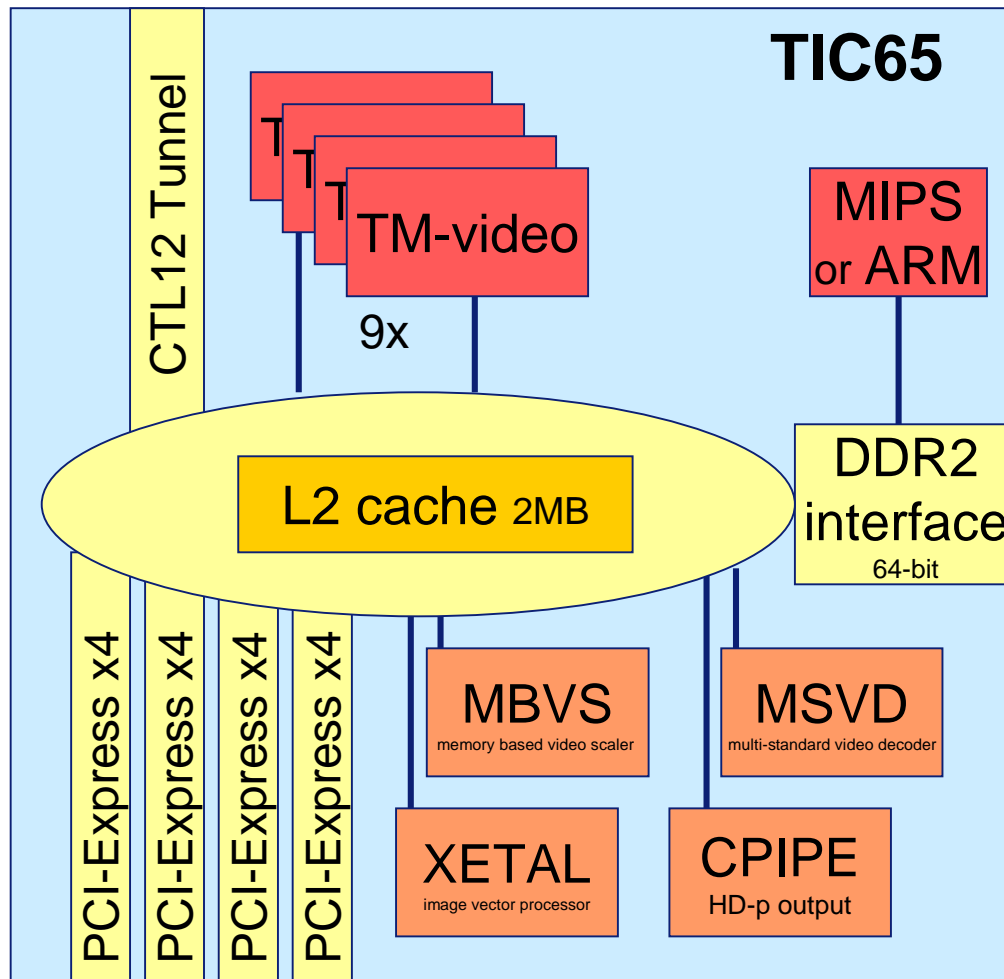 TIC65
CTL12 Tunnel
T
T
T
TM-video
9x
MIPS
or ARM
L2 cache 2MB
DDR2
interface
64-bit
PCI-Express x4
PCI-Express x4
PCI-Express x4
PCI-Express x4
MBVS
memory based video scaler
MSVD
multi-standard video decoder
XETAL
image vector processor
CPIPE
HD-p output